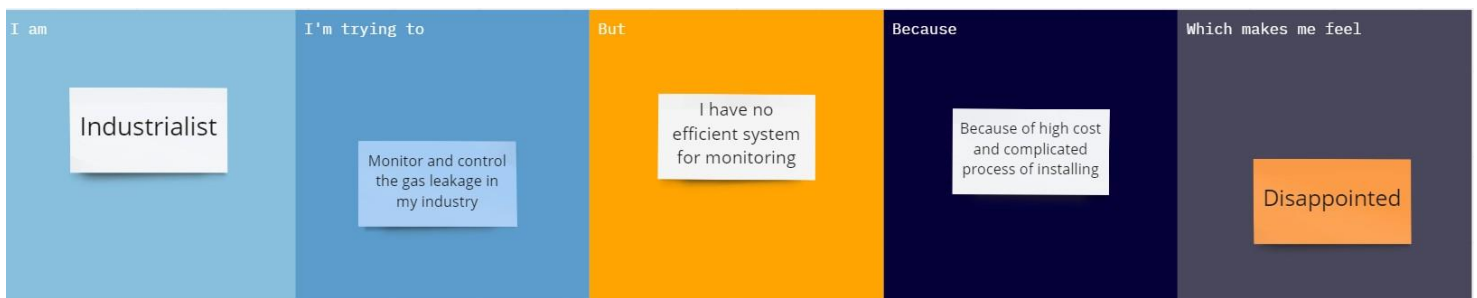 I am
Industrialist
I'm trying to
Monitor and control
the gas leakage in
my industry
But
I have no
efficient system
for monitoring
Because
Because of high cost
and complicated
process of installing
Which makes me feel
Disappointed